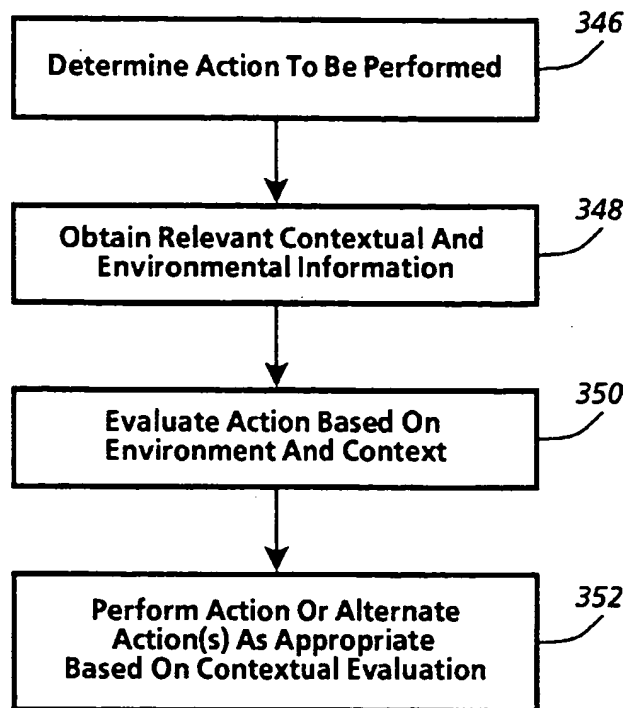 346
Determine Action To Be Performed
348
Obtain Relevant Contextual And
Environmental Information
350
Evaluate Action Based On
Environment And Context
352
Perform Action Or Alternate
Action(s) As Appropriate
Based On Contextual Evaluation